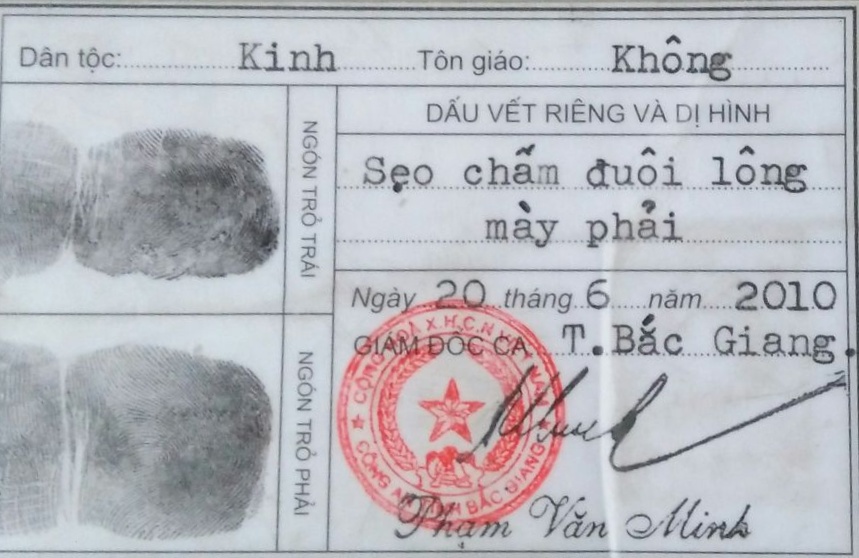 Dân tộc: Kinh Tôn giáo: Không
NGÓN TRỎ TRÁI
NGÓN TRỎ PHẢI
DẤU VẾT RIÊNG VÀ DỊ HÌNH
Sẹo chấm đuôi lông
mày phải
Ngày 20 tháng 6 năm 2010
GIÁM ĐỐC CA T.Bắc Giang.
CỘNG HOÀ X.H.C.N VIỆT NAM
TỈNH BẮC GIANG
Phạm Văn Minh